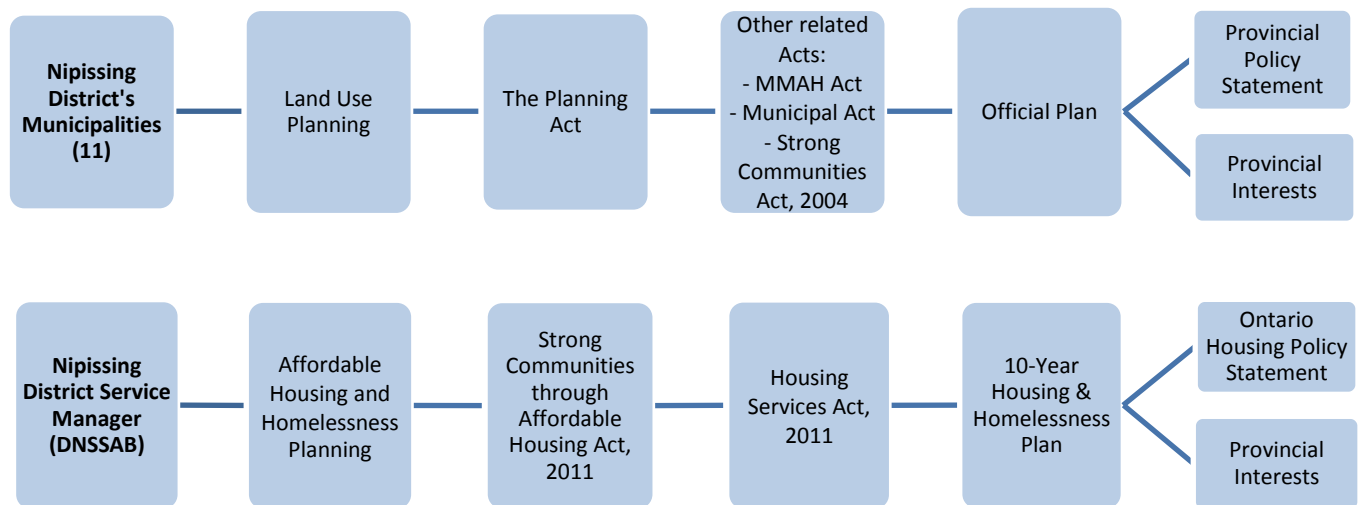 Nipissing
District's
Municipalities
(11)
Land Use
Planning
The Planning
Act
Other related
Acts:
- MMAH Act
- Municipal Act
- Strong
Communities
Act, 2004
Official Plan
Provincial
Policy
Statement
Provincial
Interests
Nipissing
District Service
Manager
(DNSSAB)
Affordable
Housing and
Homelessness
Planning
Strong
Communities
through
Affordable
Housing Act,
2011
Housing
Services Act,
2011
10-Year
Housing &
Homelessness
Plan
Ontario
Housing Policy
Statement
Provincial
Interests